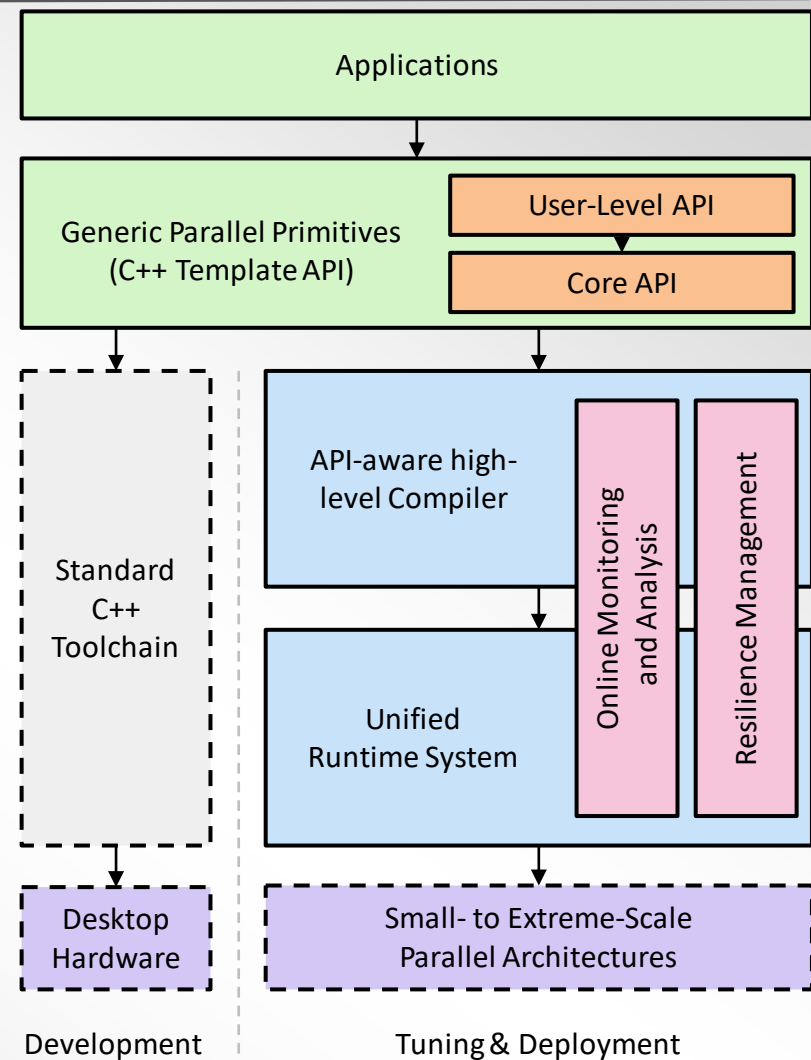 Applications
Generic Parallel Primitives
(C++ Template API)
User-Level API
Core API
Standard
C++
Toolchain
API-aware high-
level Compiler
Unified
Runtime System
Online Monitoring
and Analysis
Resilience Management
Desktop
Hardware
Small- to Extreme-Scale
Parallel Architectures
Development
Tuning & Deployment